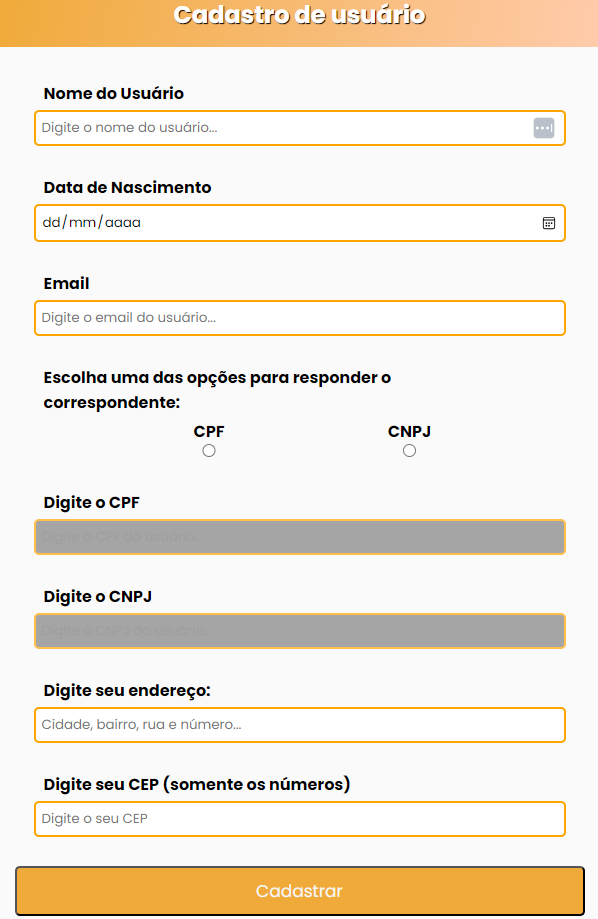 Cadastro de usuário
Nome do Usuário
Digite o nome do usuário...
Data de Nascimento
dd/mm/aaaa
Email
Digite o email do usuário...
Escolha uma das opções para responder o
correspondente:
CPF CNPJ
Digite o CPF
Digite o CPF do usuário...
Digite o CNPJ
Digite o CNPJ do usuário...
Digite seu endereço:
Cidade, bairro, rua e número...
Digite seu CEP (somente os números)
Digite o seu CEP
Cadastrar